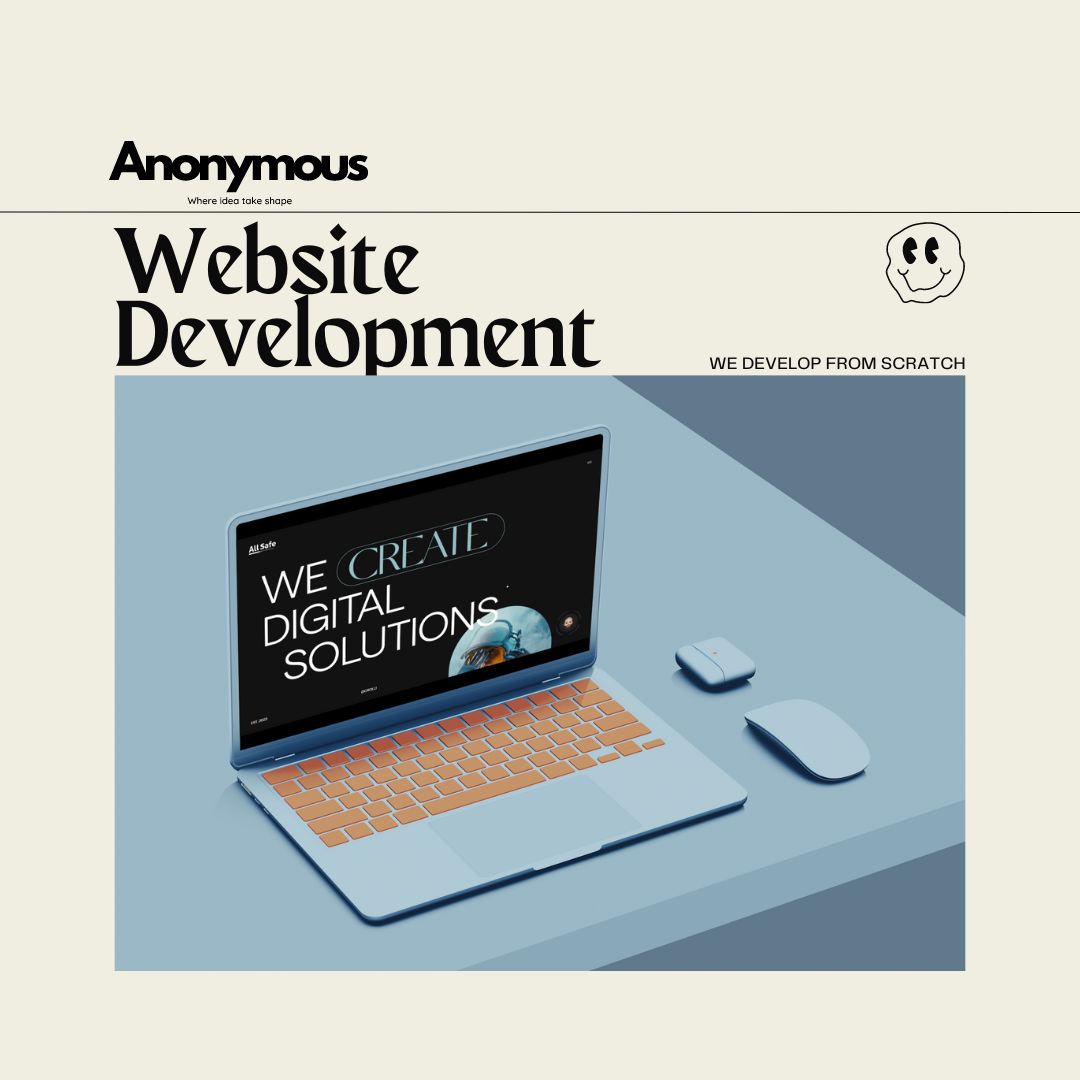 Anonymous
Where idea take shape
Website
Development
WE DEVELOP FROM SCRATCH
All Safe
WE CREATE
DIGITAL
SOLUTIONS